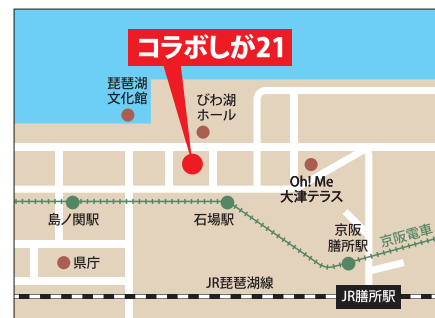 コラボしが21
琵琶湖
文化館
びわ湖
ホール
Oh! Me
大津テラス
島ノ関駅
石場駅
京阪
膳所駅
京阪電車
県庁
JR琵琶湖線
JR膳所駅